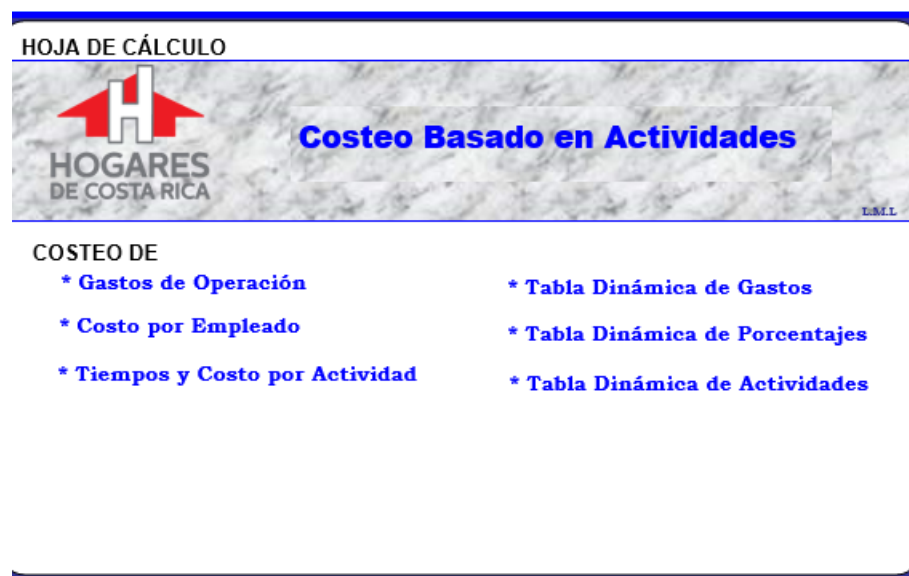 HOJA DE CÁLCULO
H
HOGARES
DE COSTA RICA
Costeo Basado en Actividades
L.M.L
COSTEO DE
* Gastos de Operación
* Costo por Empleado
* Tiempos y Costo por Actividad
* Tabla Dinámica de Gastos
* Tabla Dinámica de Porcentajes
* Tabla Dinámica de Actividades